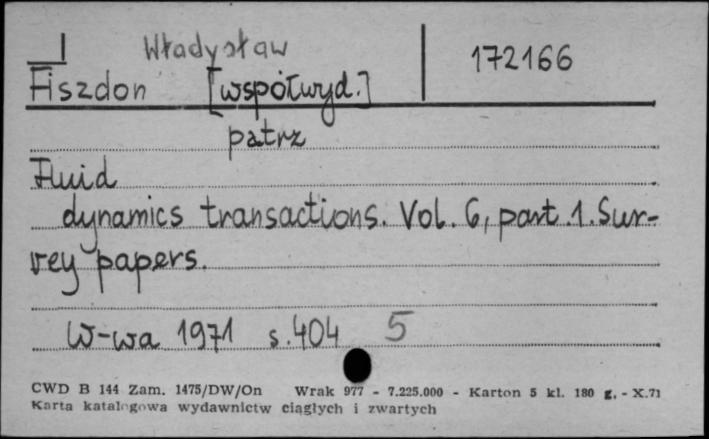 I Władysław 172166
Fiszdon [współwyd.]
patrz
Fluid
dynamics transactions. Vol. 6, part. 1. Sur-
vey papers.
W-wa 1971 s. 404 5
CWD B 144 Zam. 1475/DW/On Wrak 977 - 7.225.000 - Karton 5 kl. 180 g. - X.71
Karta katalogowa wydawnictw ciągłych i zwartych